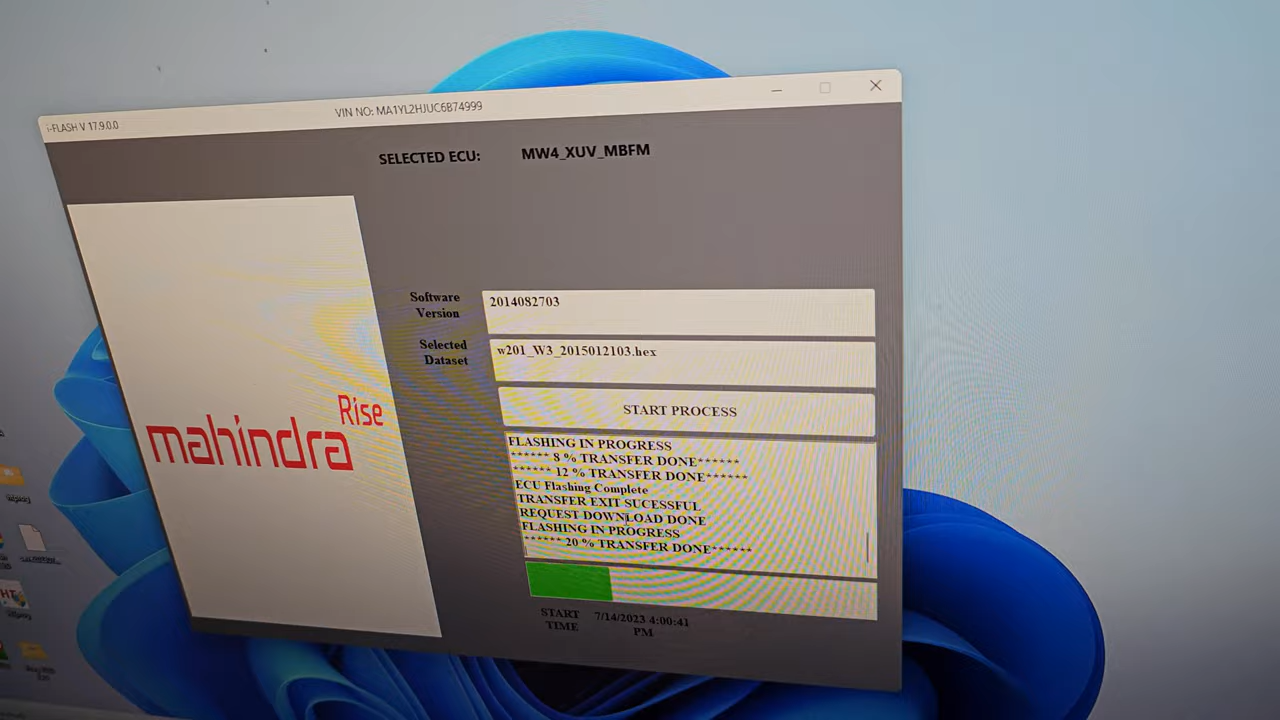 i-FLASH V 17.9.0.0
VIN NO: MA1YL2HJUC6B74999
SELECTED ECU: MW4_XUV_MBFM
Software
Version
2014082703
Selected
Dataset
w201_W3_2015012103.hex
START PROCESS
mahindra
Rise
FLASHING IN PROGRESS
****** 8 % TRANSFER DONE******
****** 12 % TRANSFER DONE******
ECU Flashing Complete
TRANSFER EXIT SUCESSFUL
REQUEST DOWNLOAD DONE
FLASHING IN PROGRESS
****** 20 % TRANSFER DONE******
START
TIME
7/14/2023 4:00:41
PM